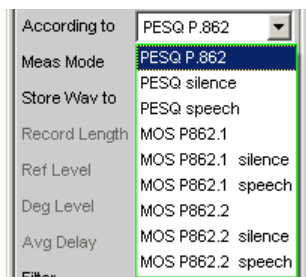 According to PESQ P.862
Meas Mode PESQ P.862
PESQ silence
Store Wav to PESQ speech
Record Length MOS P862.1
MOS P862.1 silence
Ref Level MOS P862.1 speech
Deg Level MOS P862.2
Avg Delay MOS P862.2 silence
Filter MOS P862.2 speech